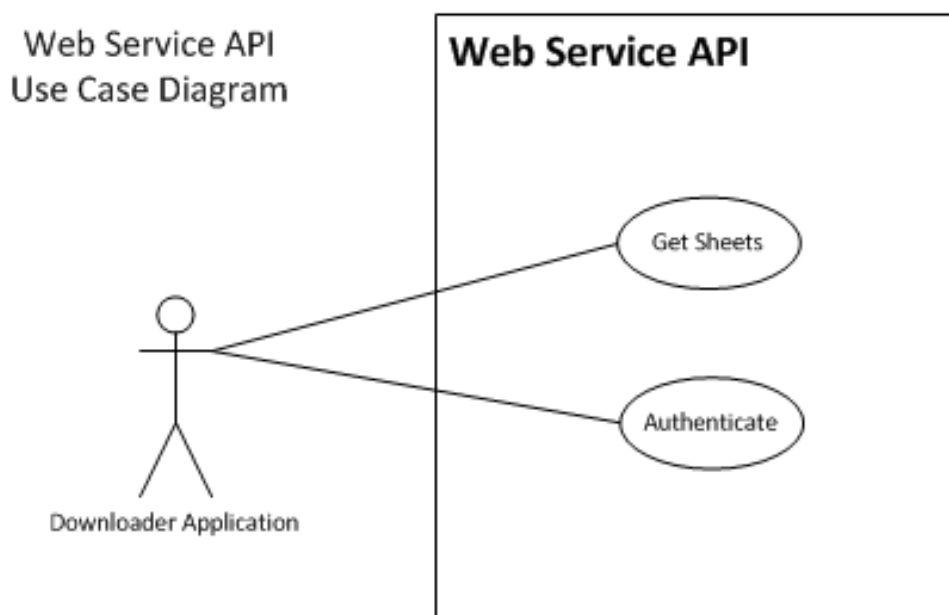 Web Service API
Use Case Diagram
Web Service API
Get Sheets
Authenticate
Downloader Application